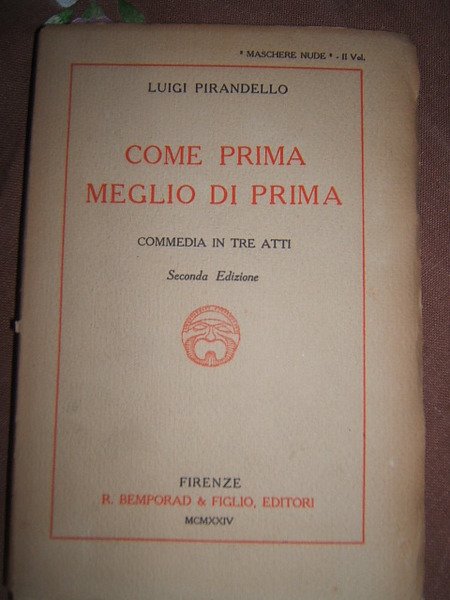 " MASCHERE NUDE " - II Vol.
LUIGI PIRANDELLO
COME PRIMA
MEGLIO DI PRIMA
COMMEDIA IN TRE ATTI
Seconda Edizione
FIRENZE
R. BEMPORAD & FIGLIO, EDITORI
MCMXXIV